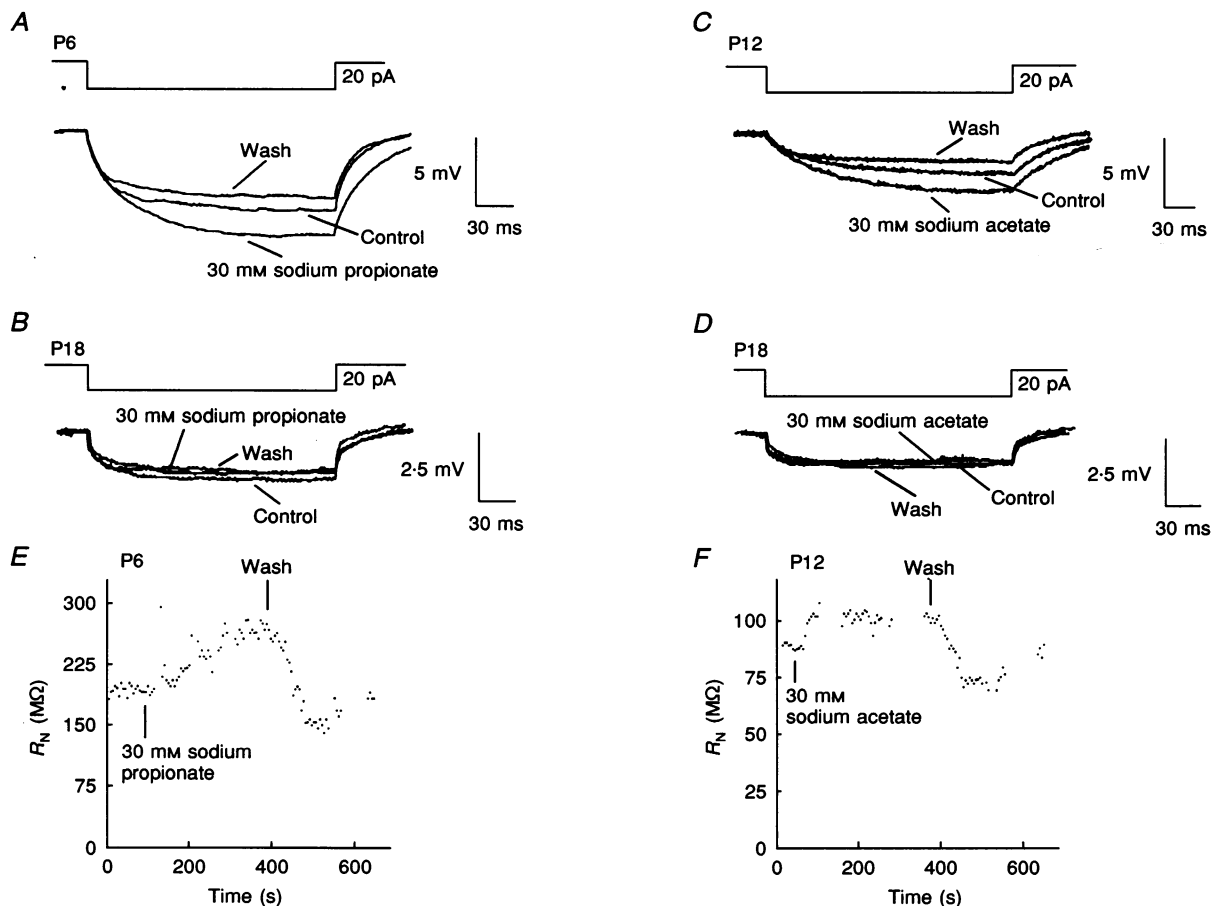 A
P6
20 pA
Wash
5 mV
Control
30 ms
30 mM sodium propionate
B
P18
20 pA
30 mM sodium propionate
Wash
2·5 mV
Control
30 ms
C
P12
20 pA
Wash
5 mV
Control
30 mM sodium acetate
30 ms
D
P18
20 pA
30 mM sodium acetate
2·5 mV
Control
Wash
30 ms
E
P6
Wash
300
225
150
75
0
RN (MΩ)
30 mM sodium
propionate
0 200 400 600
Time (s)
F
P12
Wash
100
75
50
25
0
RN (MΩ)
30 mM
sodium acetate
0 200 400 600
Time (s)